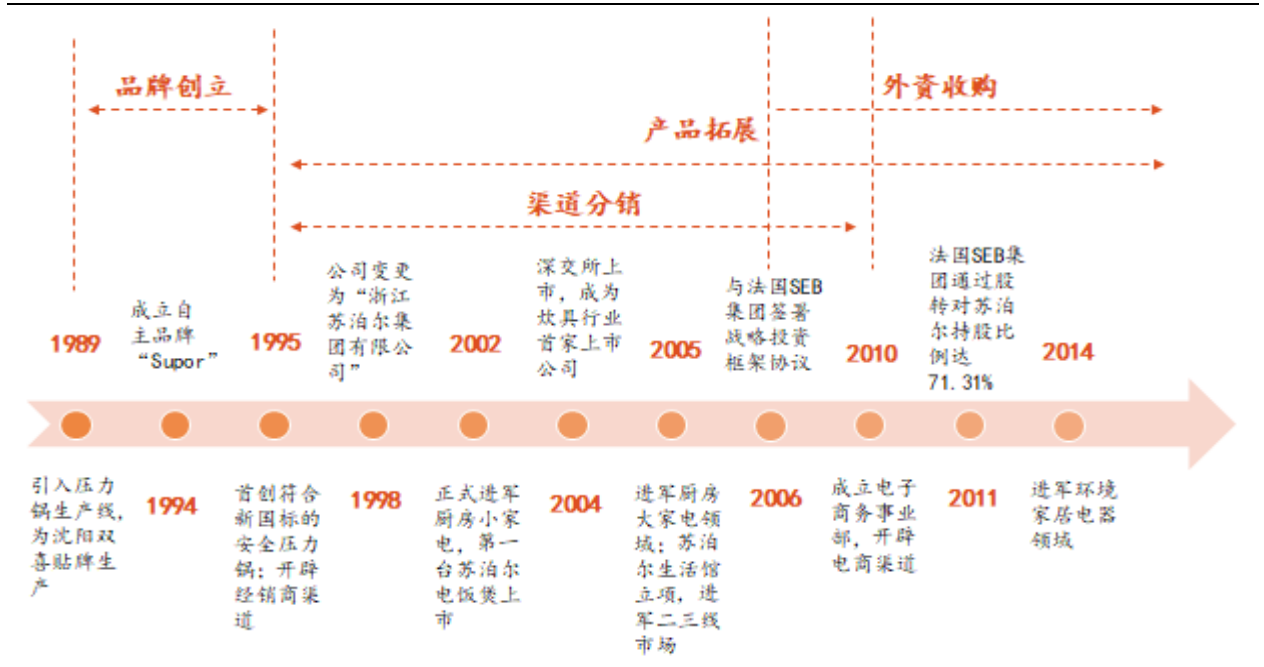 品牌创立
外资收购
产品拓展
渠道分销
1989
成立自
主品牌
“Supor”
1995
公司变更
为“浙江
苏泊尔集
团有限公
司”
2002
深交所上
市，成为
炊具行业
首家上市
公司
2005
与法国SEB
集团签署
战略投资
框架协议
2010
法国SEB集
团通过股
转对苏泊
尔持股比
例达
71.31%
2014
引入压力
锅生产线，
为沈阳双
喜贴牌生
产
1994
首创符合
新国标的
安全压力
锅；开辟
经销商渠
道
1998
正式进军
厨房小家
电，第一
台苏泊尔
电饭煲上
市
2004
进军厨房
大家电领
域；苏泊
尔生活馆
立项，进
军二三线
市场
2006
成立电子
商务事业
部，开辟
电商渠道
2011
进军环境
家居电器
领域